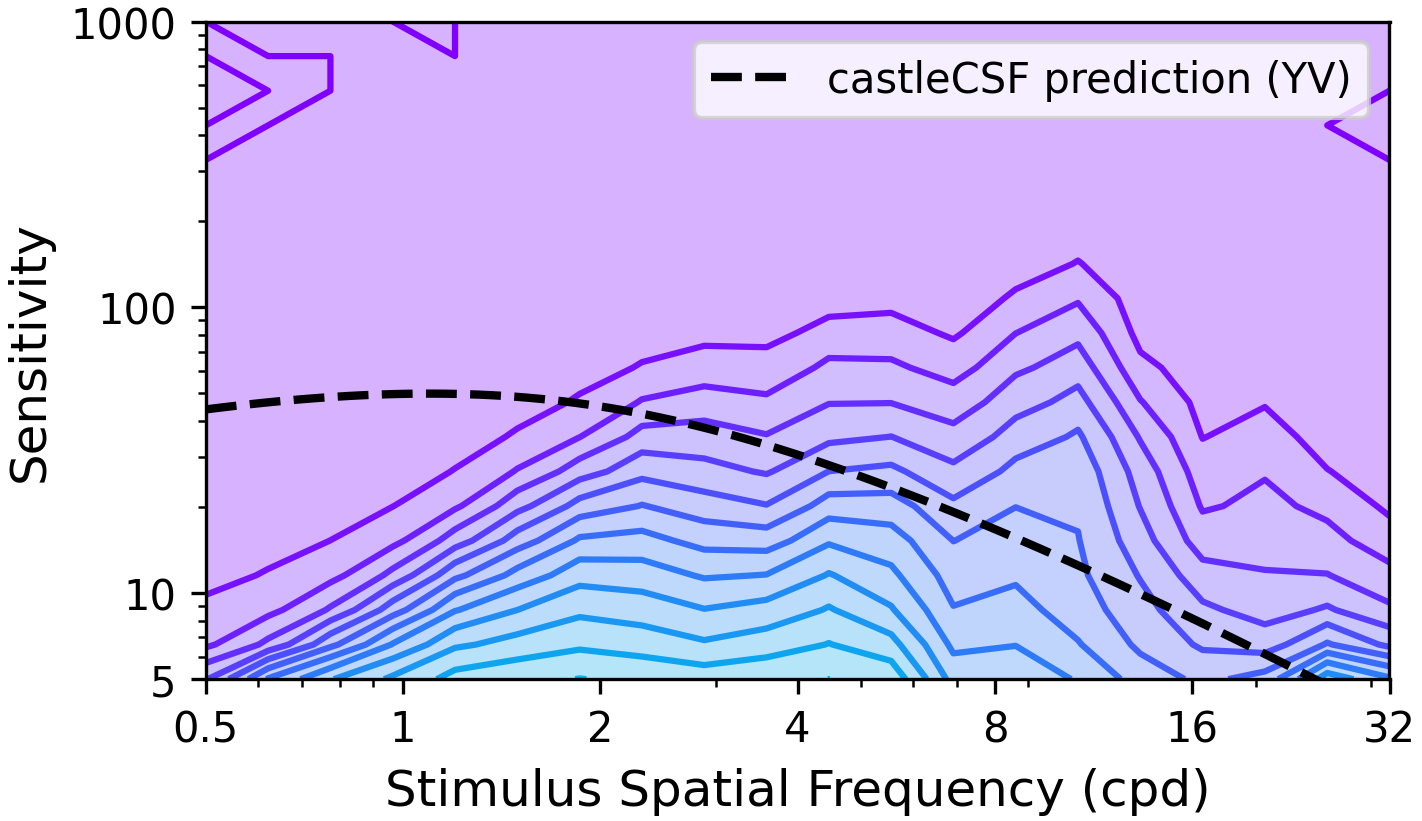 1000
100
10
5
Sensitivity
castleCSF prediction (YV)
0.5 1 2 4 8 16 32
Stimulus Spatial Frequency (cpd)